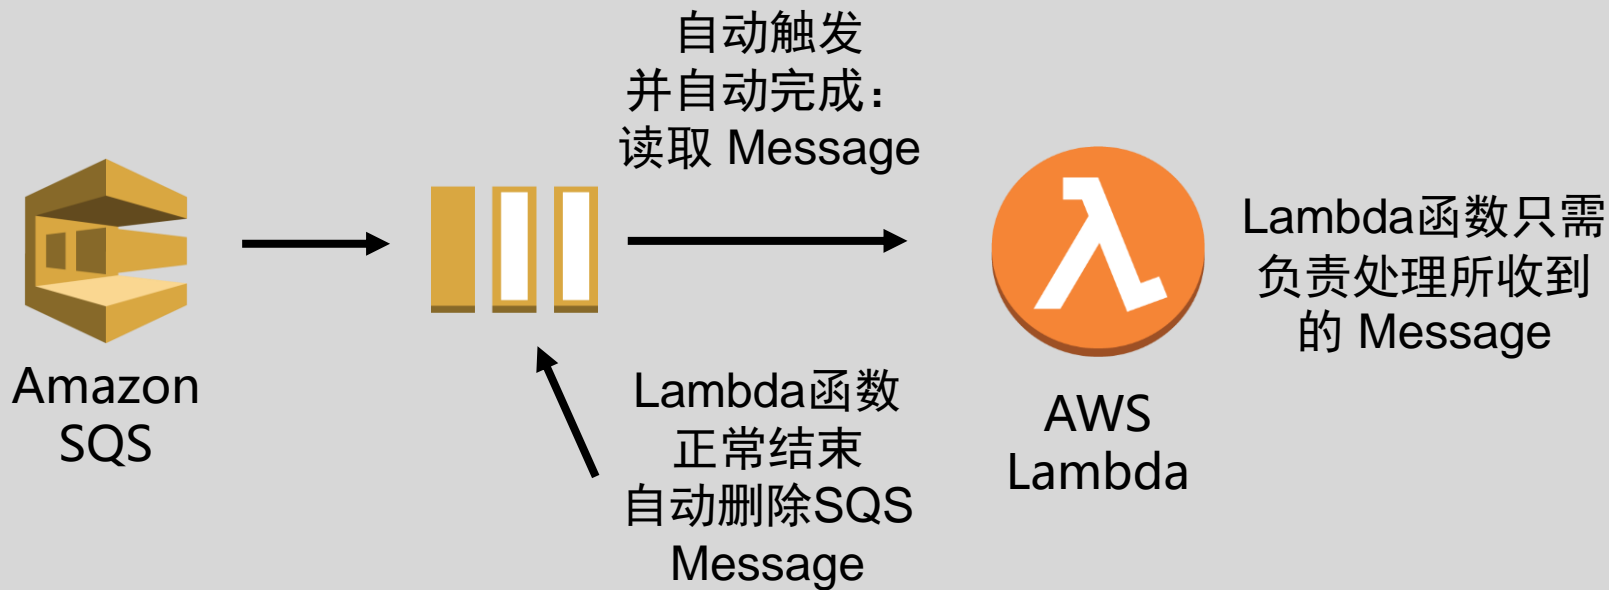 自动触发
并自动完成：
读取 Message
Amazon
SQS
Lambda函数
正常结束
自动删除SQS
Message
AWS
Lambda
Lambda函数只需
负责处理所收到
的 Message